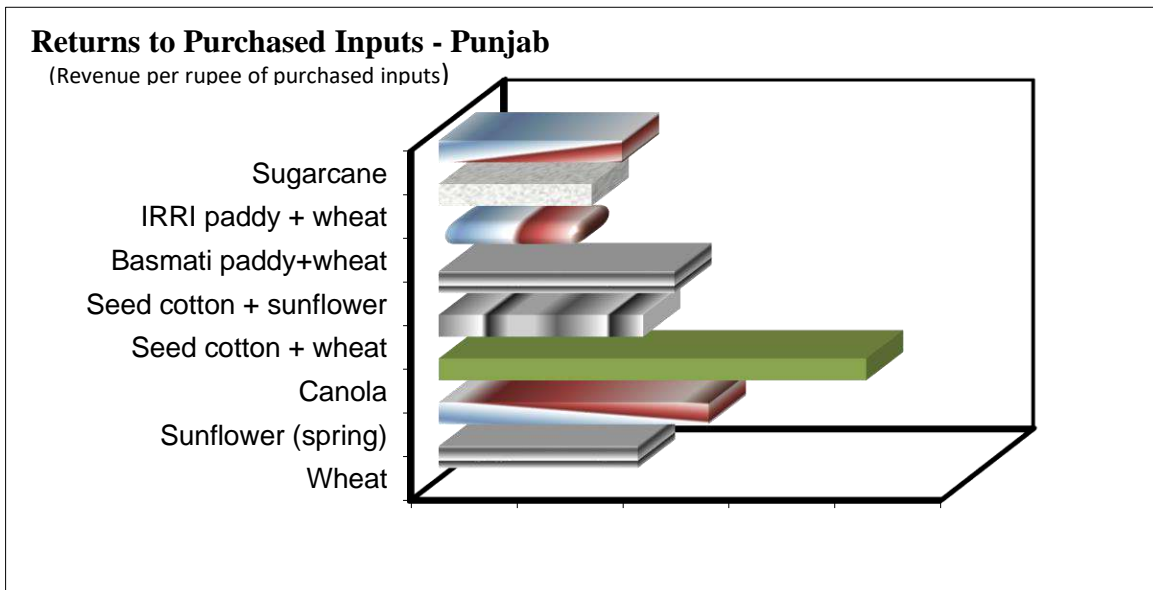 Returns to Purchased Inputs - Punjab
(Revenue per rupee of purchased inputs)
Sugarcane
IRRI paddy + wheat
Basmati paddy+wheat
Seed cotton + sunflower
Seed cotton + wheat
Canola
Sunflower (spring)
Wheat